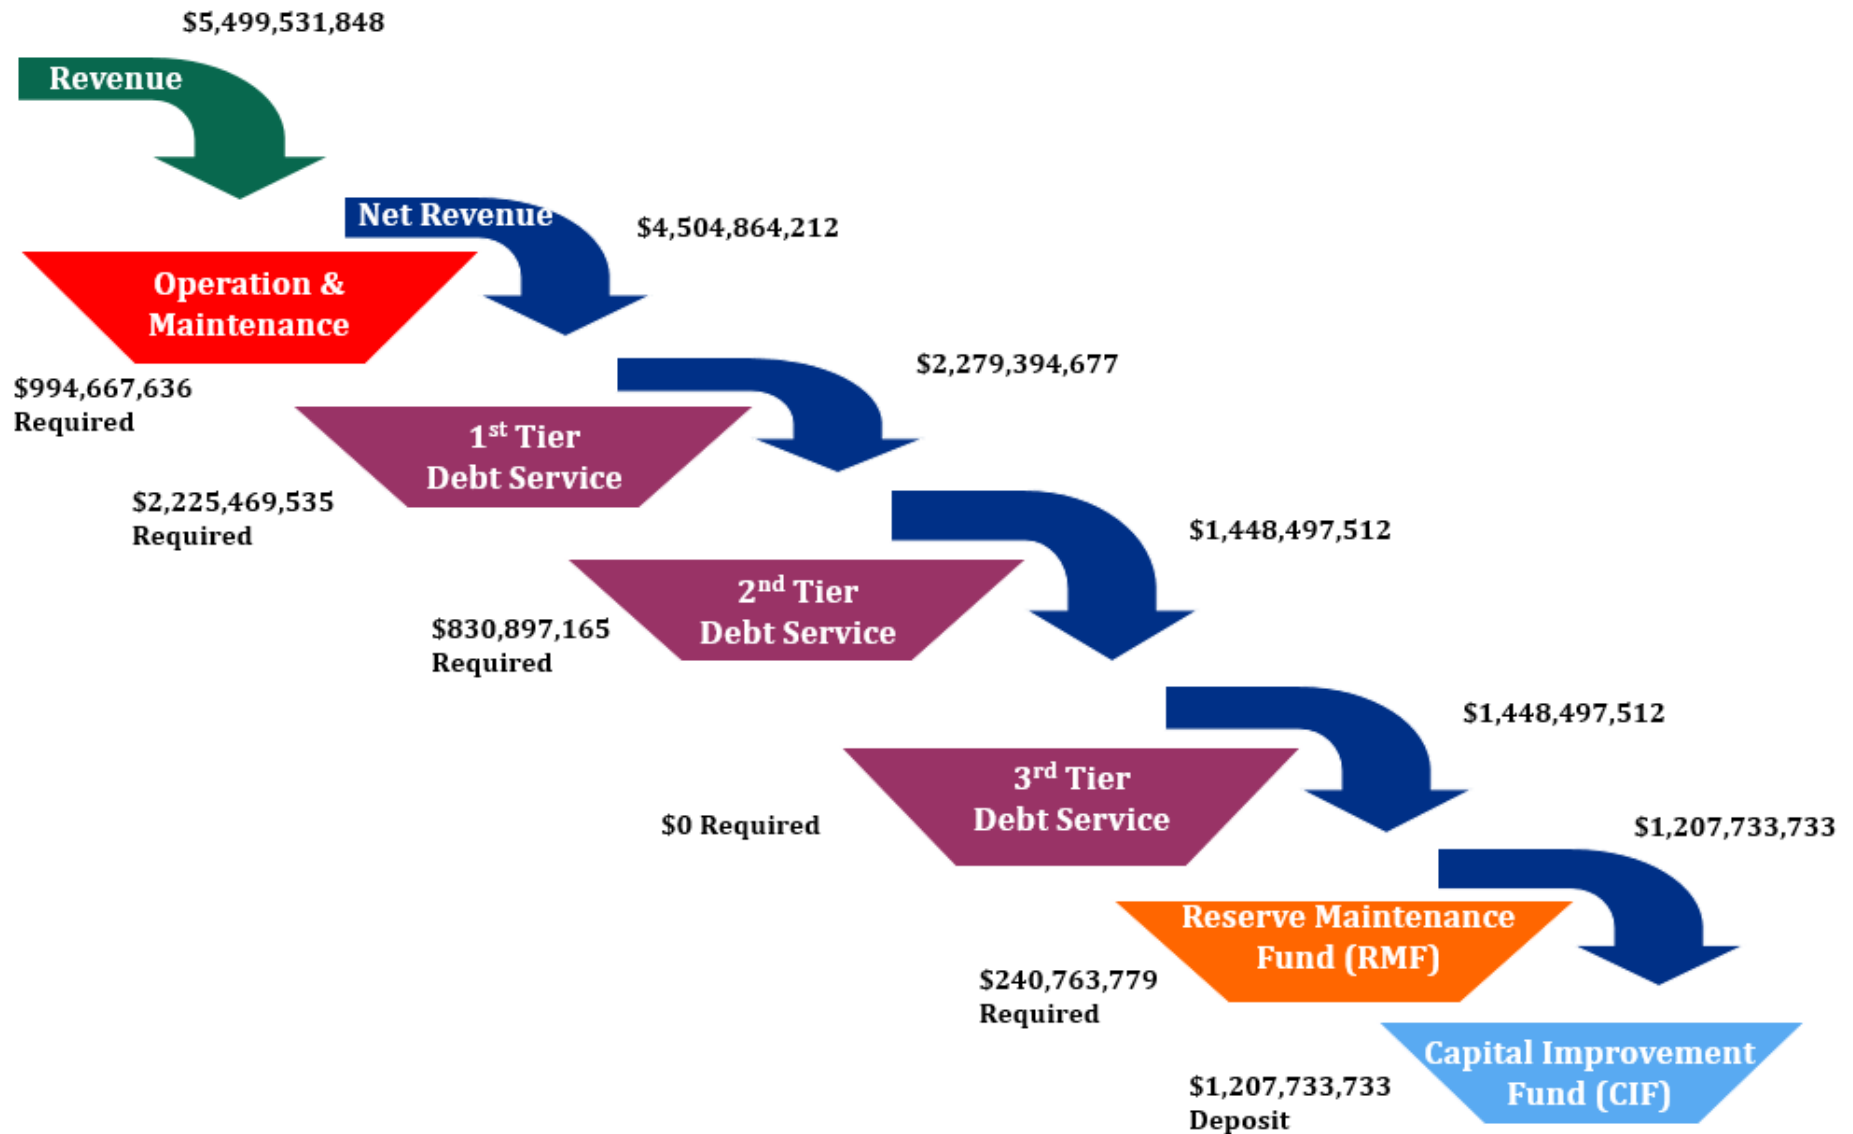 $5,499,531,848
Revenue
Net Revenue
$4,504,864,212
Operation &
Maintenance
$994,667,636
Required
$2,279,394,677
1st Tier
Debt Service
$2,225,469,535
Required
$1,448,497,512
2nd Tier
Debt Service
$830,897,165
Required
$1,448,497,512
3rd Tier
Debt Service
$0 Required
$1,207,733,733
Reserve Maintenance
Fund (RMF)
$240,763,779
Required
Capital Improvement
Fund (CIF)
$1,207,733,733
Deposit